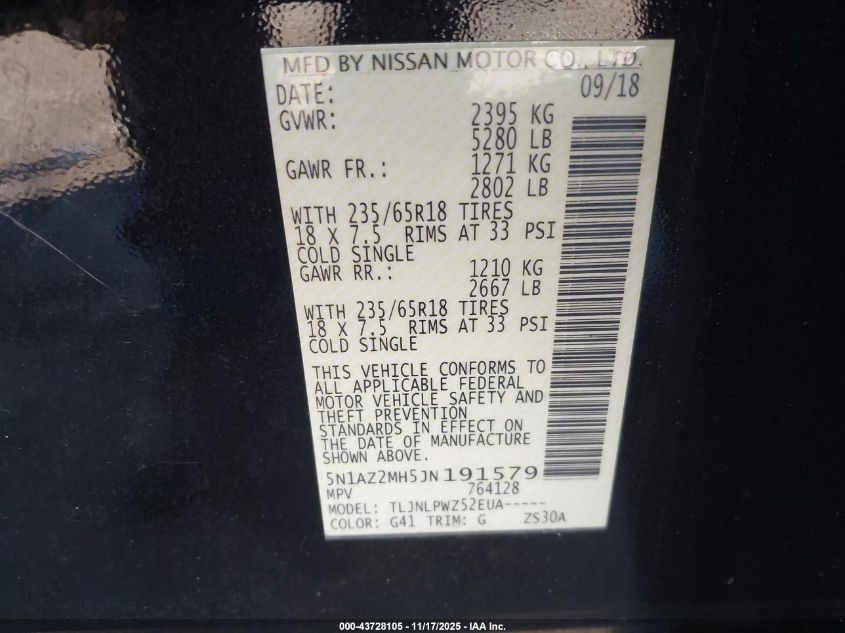 MFD BY NISSAN MOTOR CO., LTD.
DATE: 09/18
GVWR: 2395 KG
5280 LB
GAWR FR.: 1271 KG
2802 LB
WITH 235/65R18 TIRES
18 X 7.5 RIMS AT 33 PSI
COLD SINGLE
GAWR RR.: 1210 KG
2667 LB
WITH 235/65R18 TIRES
18 X 7.5 RIMS AT 33 PSI
COLD SINGLE
THIS VEHICLE CONFORMS TO
ALL APPLICABLE FEDERAL
MOTOR VEHICLE SAFETY AND
THEFT PREVENTION
STANDARDS IN EFFECT ON
THE DATE OF MANUFACTURE
SHOWN ABOVE.
5N1AZ2MH5JN191579
MPV 764128
MODEL: TLJNLPWZ52EUA-----
COLOR: G41 TRIM: G ZS30A
000-43728105 - 11/17/2025 - IAA Inc.